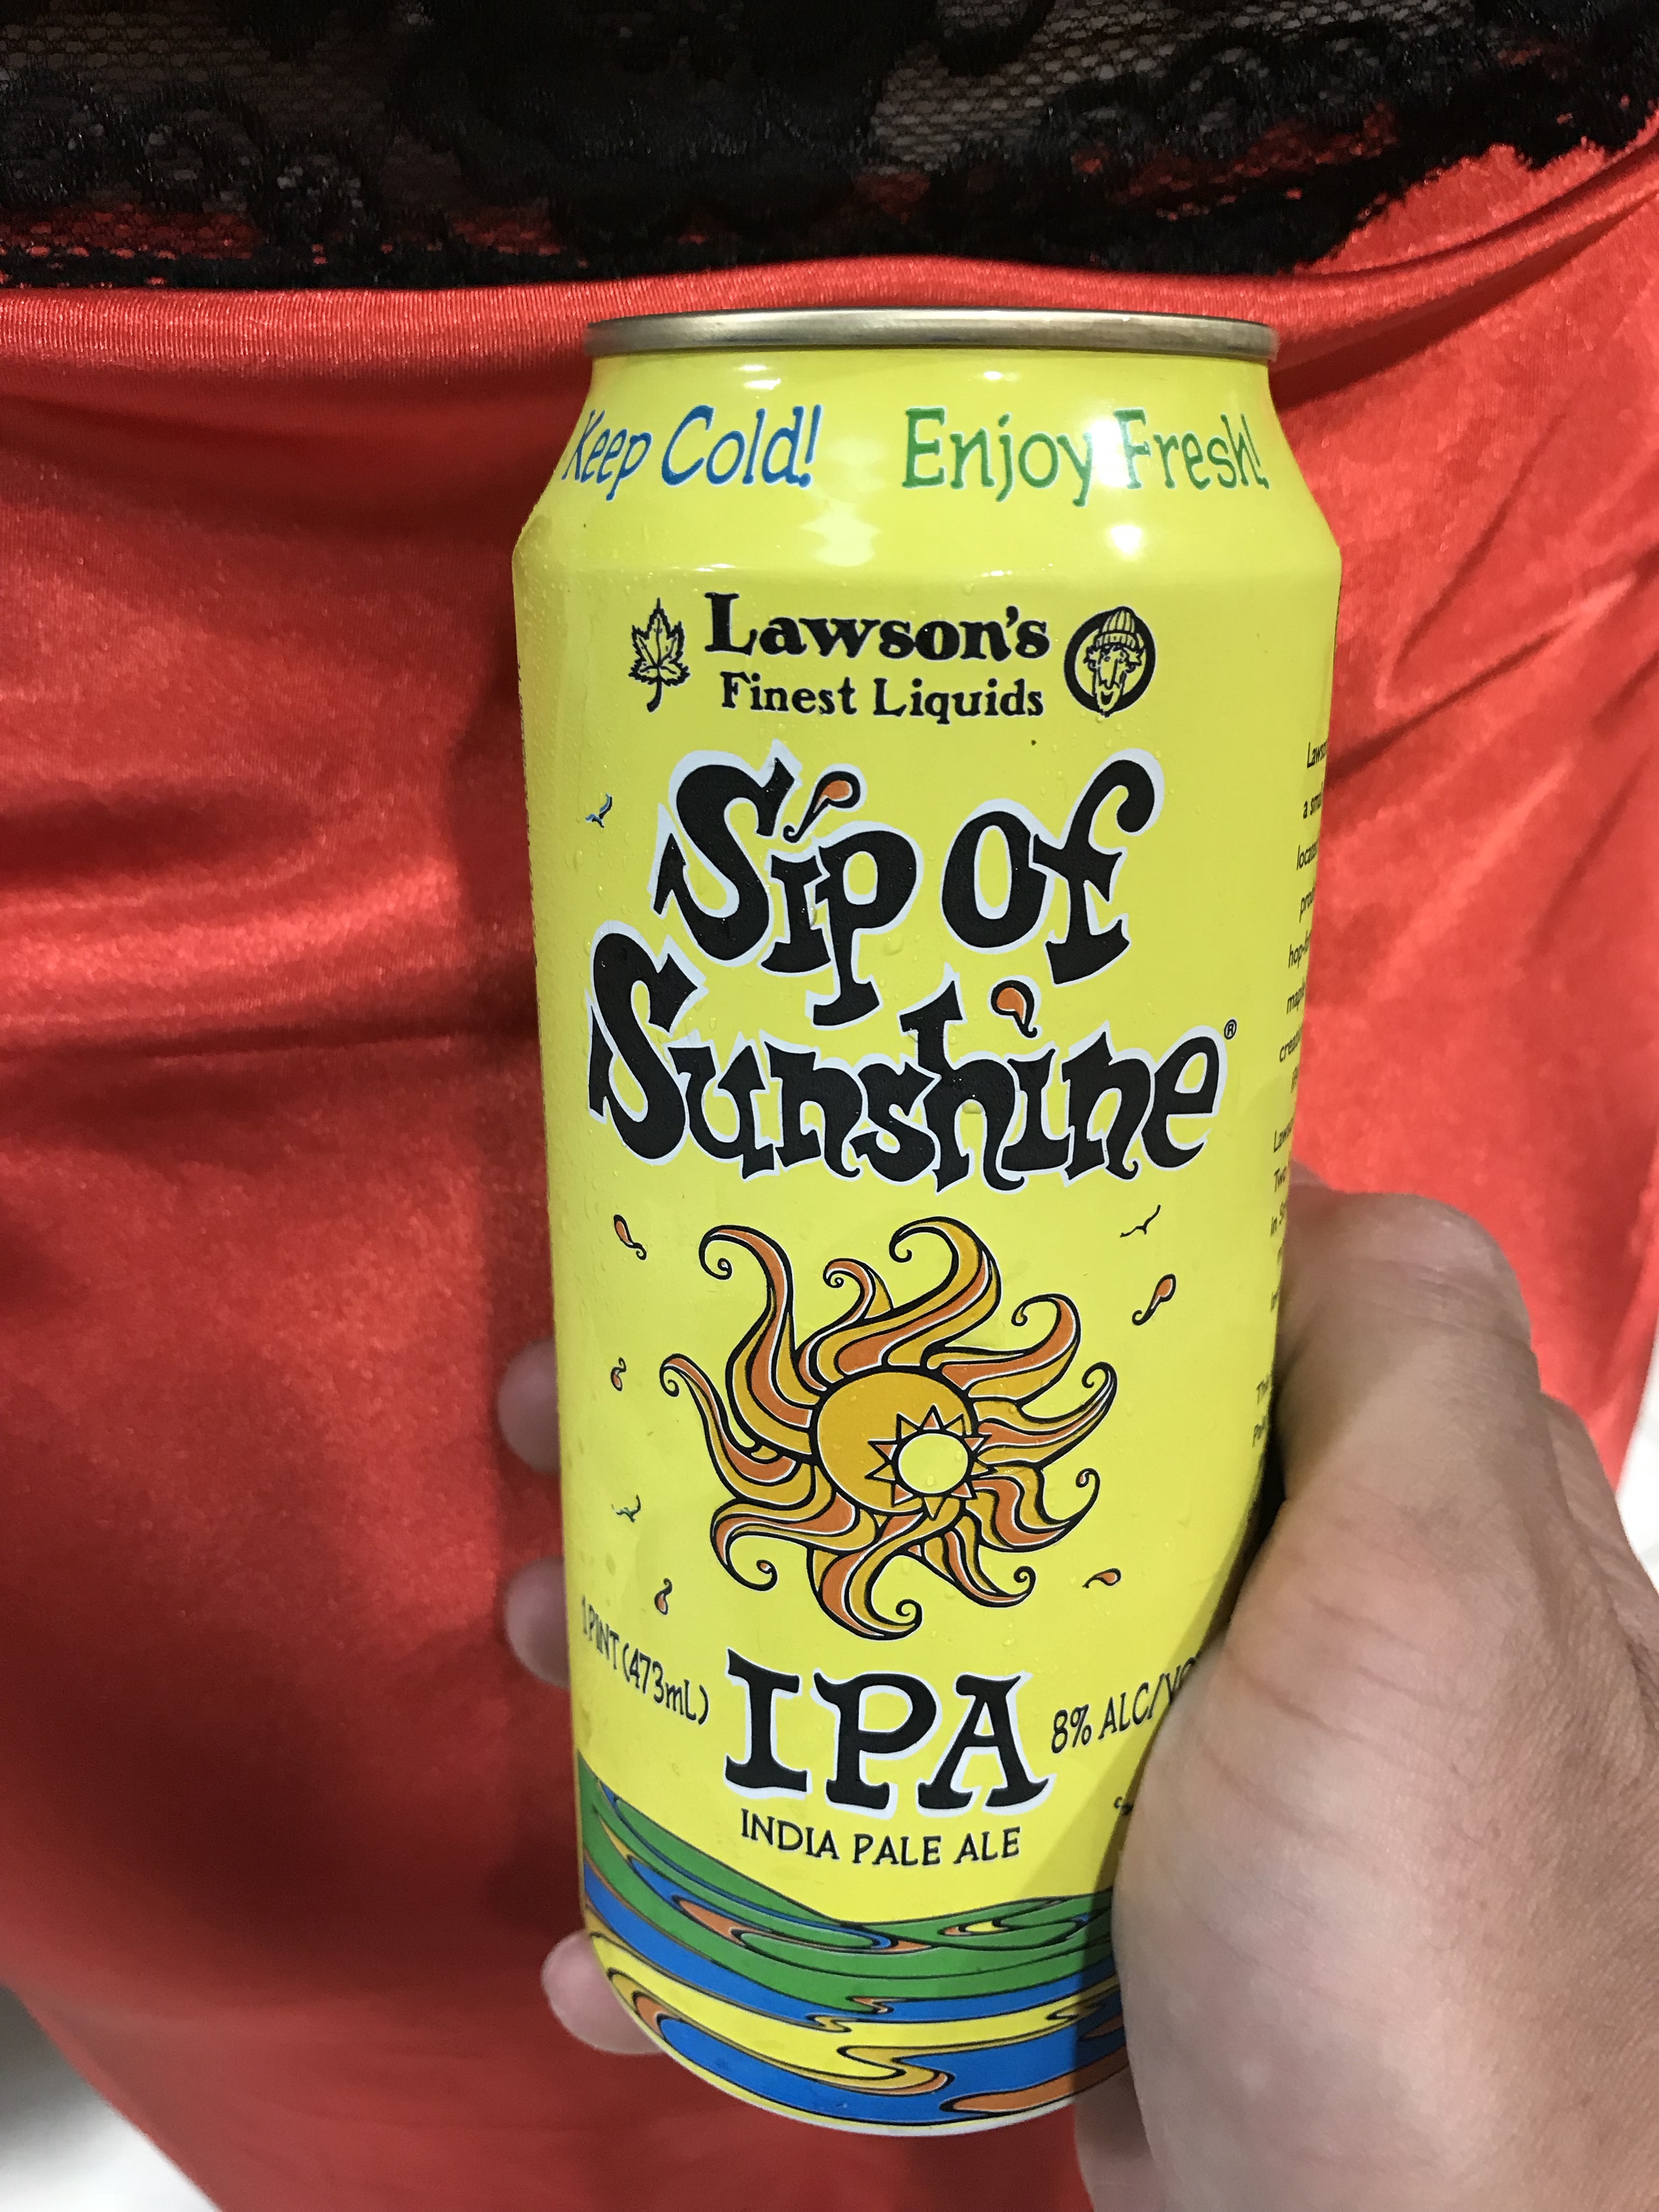 Keep Cold! Enjoy Fresh!
Lawson's
Finest Liquids
Sip of
Sunshine®
1 PINT (473mL)
IPA
8% ALC/
INDIA PALE ALE